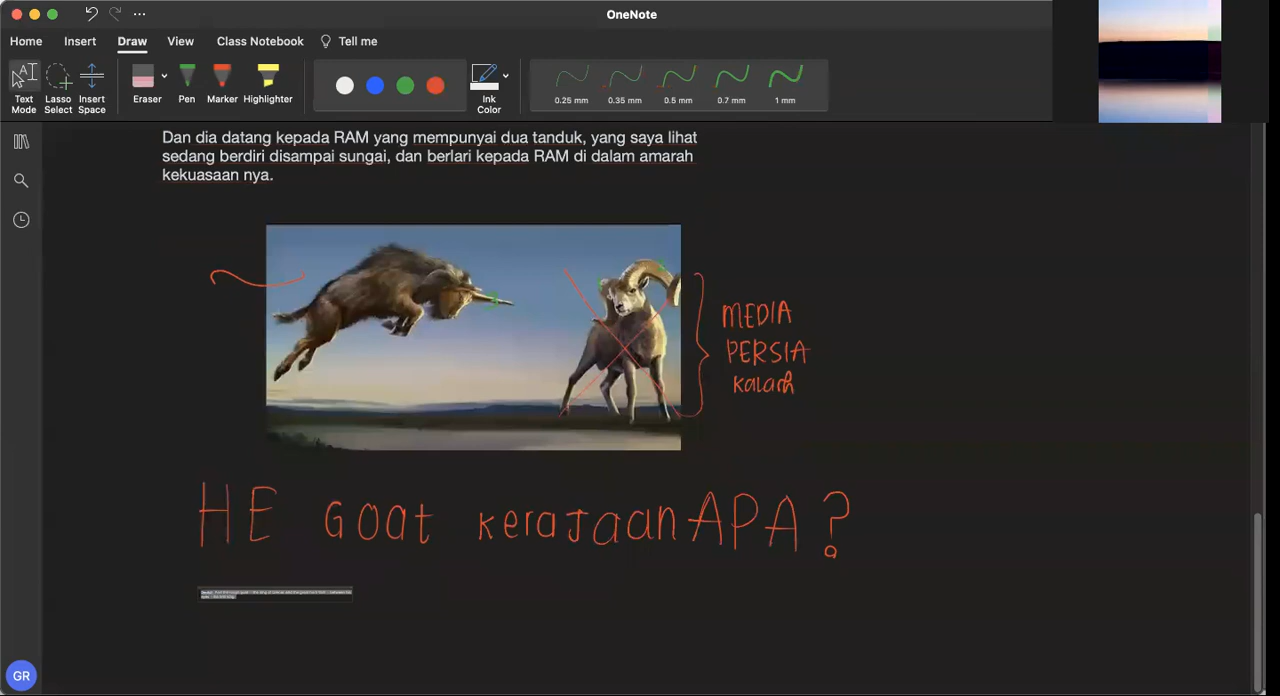 OneNote
Home Insert Draw View Class Notebook Tell me
Text Mode
Lasso Select
Insert Space
Eraser
Pen
Marker
Highlighter
Ink Color
0.25 mm 0.35 mm 0.5 mm 0.7 mm 1 mm
Dan dia datang kepada RAM yang mempunyai dua tanduk, yang saya lihat
sedang berdiri disampai sungai, dan berlari kepada RAM di dalam amarah
kekuasaan nya.
MEDIA
PERSIA
kalah
HE GOat kerajaan APA ?
GR